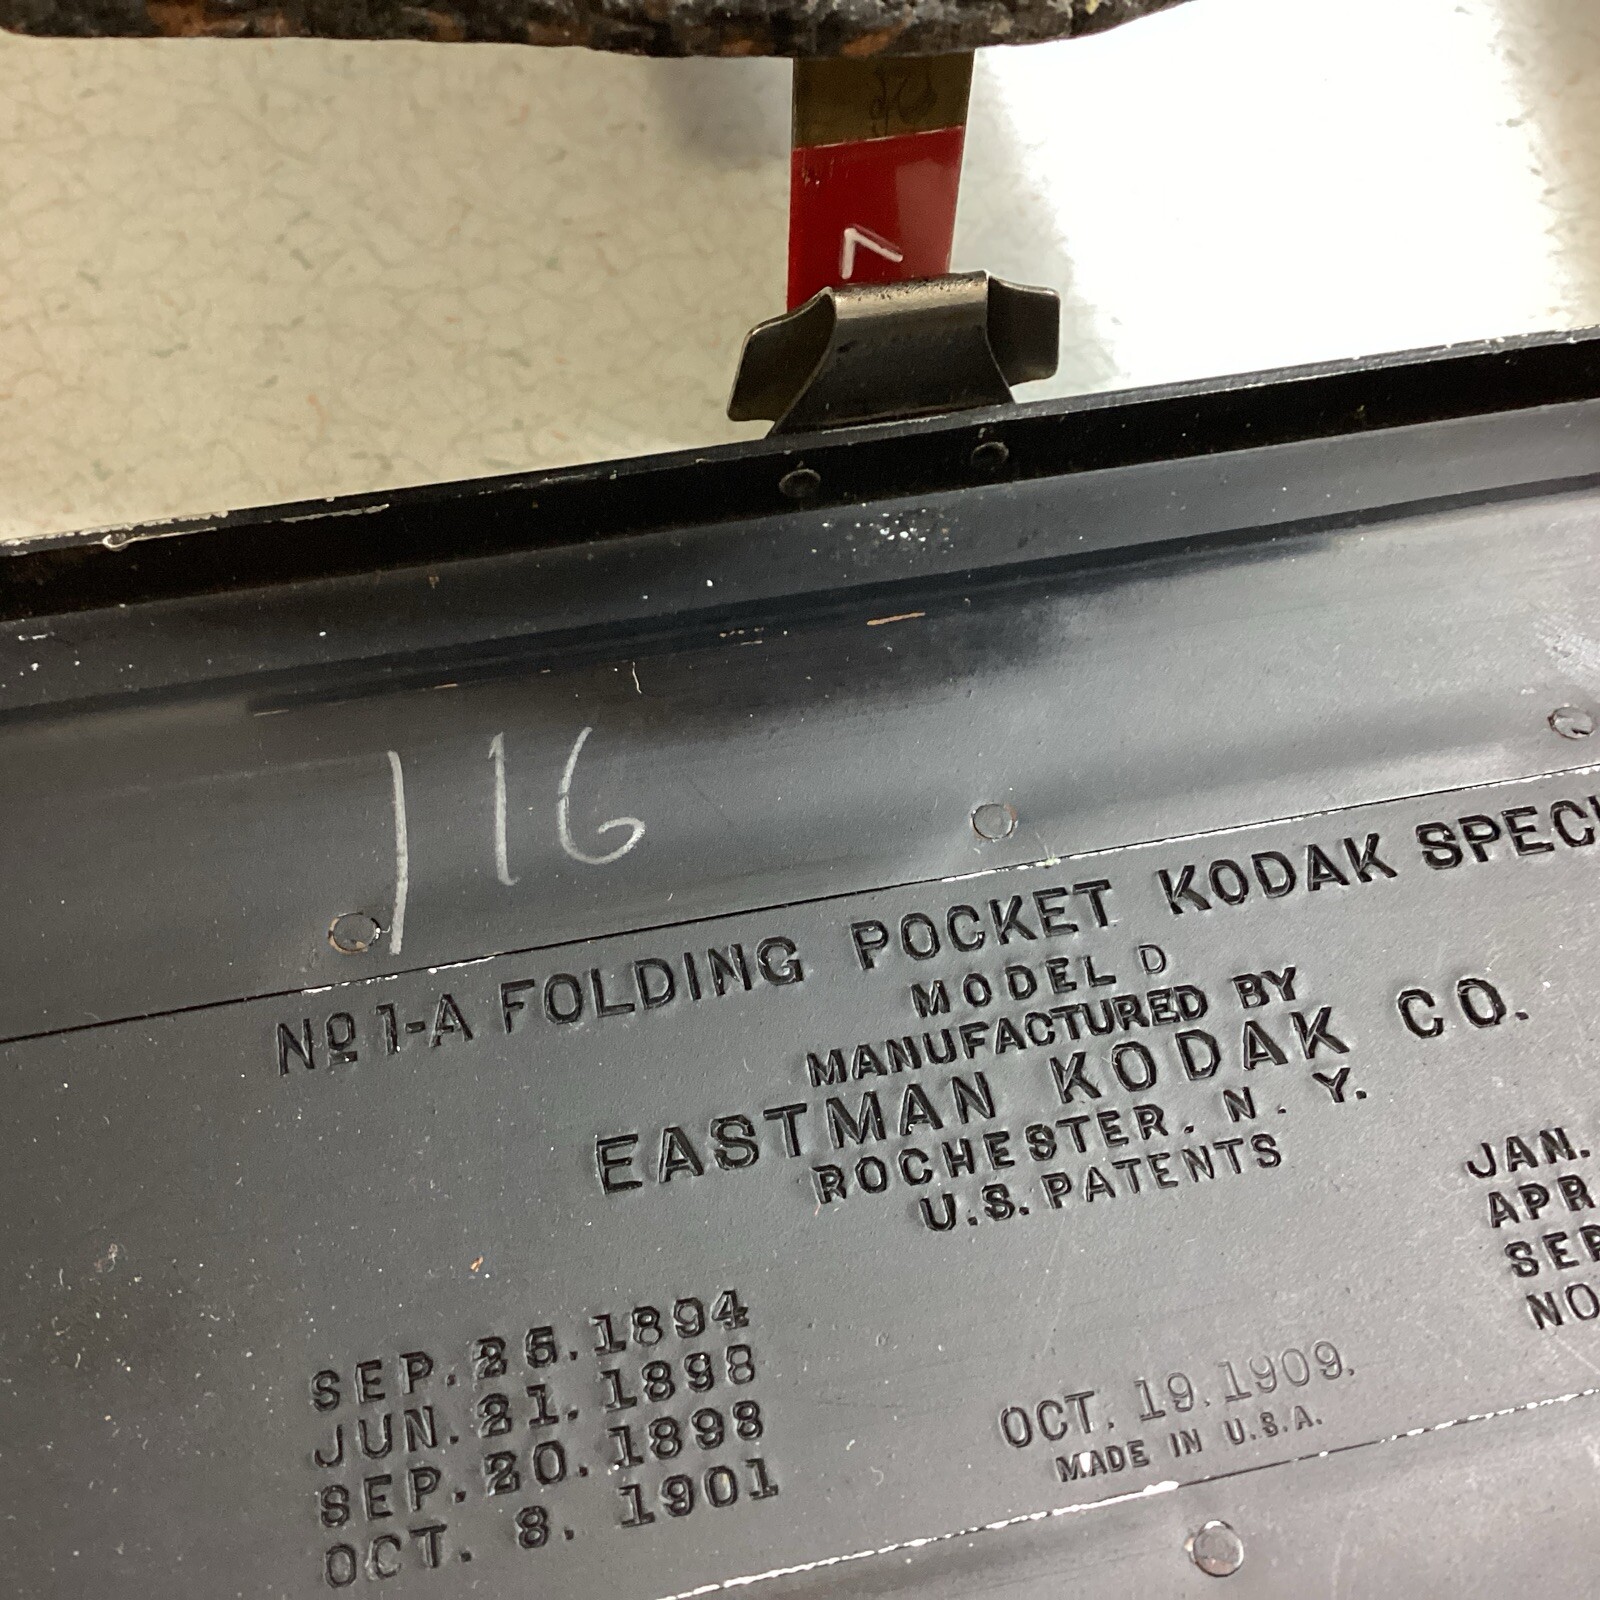 116
No 1-A FOLDING POCKET KODAK SPECI
MODEL D
MANUFACTURED BY
EASTMAN KODAK CO.
ROCHESTER. N. Y.
U.S. PATENTS
SEP. 25. 1894
JUN. 21. 1898
SEP. 20. 1898
OCT. 8. 1901
OCT. 19. 1909.
MADE IN U.S.A.
JAN.
APR
SEP
NO